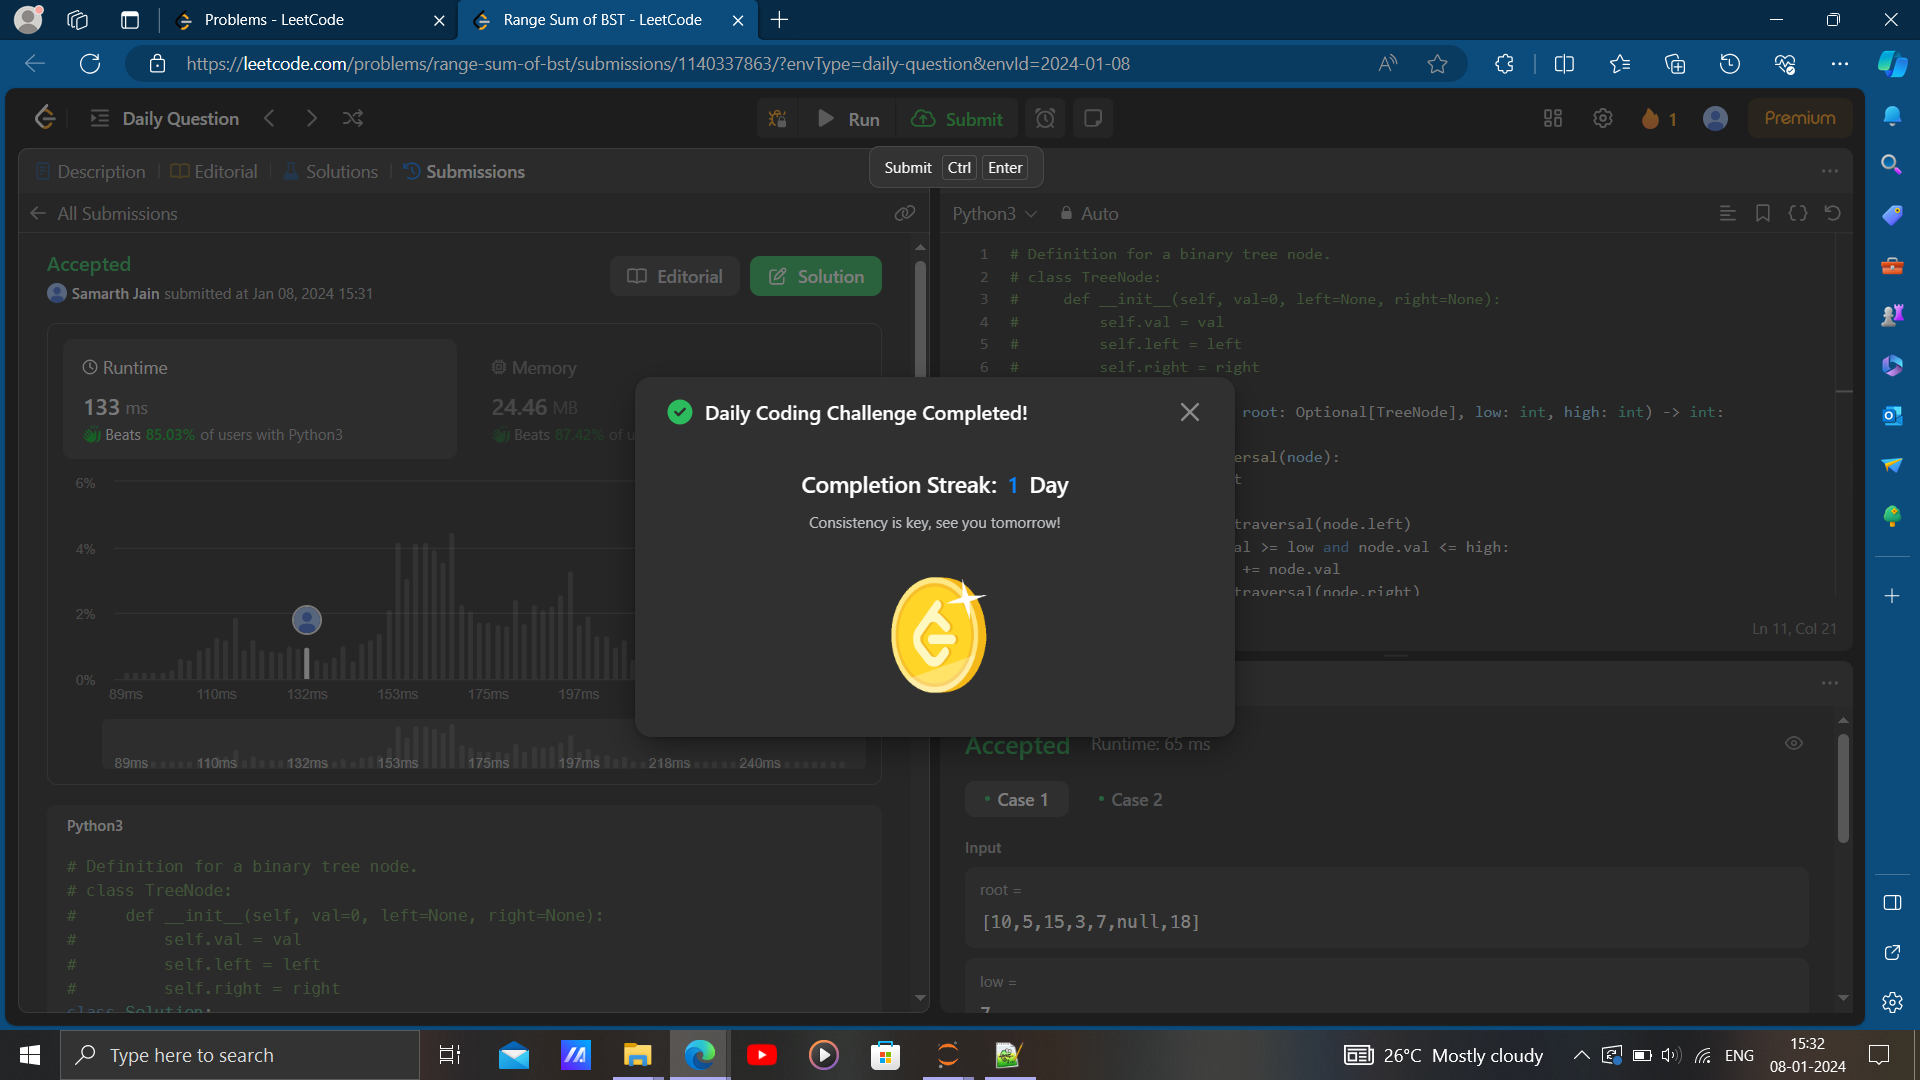 Problems - LeetCode
Range Sum of BST - LeetCode
https://leetcode.com/problems/range-sum-of-bst/submissions/1140337863/?envType=daily-question&envId=2024-01-08
Daily Question
Run
Submit
1
Premium
Submit Ctrl Enter
Description
Editorial
Solutions
Submissions
All Submissions
Accepted
Samarth Jain submitted at Jan 08, 2024 15:31
Editorial
Solution
Runtime
133 ms
Beats 85.03% of users with Python3
Memory
24.46 MB
Beats 87.42% of u
6%
4%
2%
0%
89ms 110ms 132ms 153ms 175ms 197ms
89ms 110ms 132ms 153ms 175ms 197ms 218ms 240ms
Python3
# Definition for a binary tree node.
# class TreeNode:
#     def __init__(self, val=0, left=None, right=None):
#         self.val = val
#         self.left = left
#         self.right = right
class Solution:
Python3
Auto
1 # Definition for a binary tree node.
2 # class TreeNode:
3 #     def __init__(self, val=0, left=None, right=None):
4 #         self.val = val
5 #         self.left = left
6 #         self.right = right
root: Optional[TreeNode], low: int, high: int) -> int:
ersal(node):
t
traversal(node.left)
al >= low and node.val <= high:
+= node.val
traversal(node.right)
Ln 11, Col 21
Daily Coding Challenge Completed!
Completion Streak: 1 Day
Consistency is key, see you tomorrow!
Accepted
Runtime: 65 ms
Case 1
Case 2
Input
root =
[10,5,15,3,7,null,18]
low =
7
Type here to search
26°C Mostly cloudy
ENG
15:32
08-01-2024